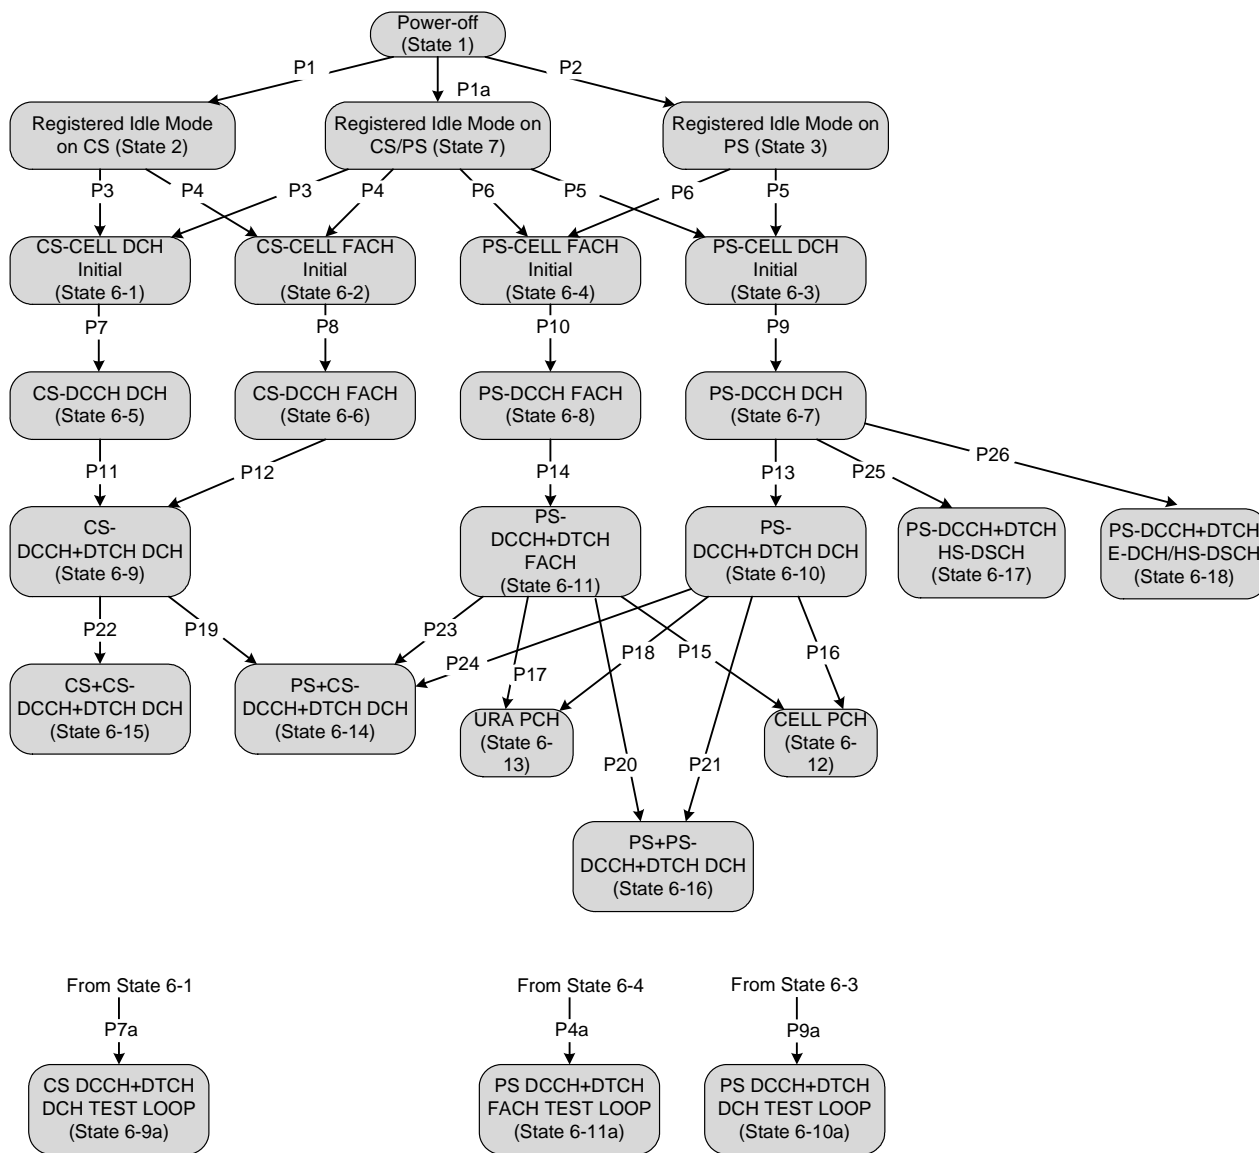 Power-off
(State 1)
P1
P1a
P2
Registered Idle Mode
on CS (State 2)
Registered Idle Mode on
CS/PS (State 7)
Registered Idle Mode on
PS (State 3)
P3
P4
P3
P4
P6
P5
P6
P5
CS-CELL DCH
Initial
(State 6-1)
CS-CELL FACH
Initial
(State 6-2)
PS-CELL FACH
Initial
(State 6-4)
PS-CELL DCH
Initial
(State 6-3)
P7
P8
P10
P9
CS-DCCH DCH
(State 6-5)
CS-DCCH FACH
(State 6-6)
PS-DCCH FACH
(State 6-8)
PS-DCCH DCH
(State 6-7)
P11
P12
P14
P13
P25
P26
CS-
DCCH+DTCH DCH
(State 6-9)
PS-
DCCH+DTCH
FACH
(State 6-11)
PS-
DCCH+DTCH DCH
(State 6-10)
PS-DCCH+DTCH
HS-DSCH
(State 6-17)
PS-DCCH+DTCH
E-DCH/HS-DSCH
(State 6-18)
P22
P19
P23
P24
P17
P18
P15
P16
CS+CS-
DCCH+DTCH DCH
(State 6-15)
PS+CS-
DCCH+DTCH DCH
(State 6-14)
URA PCH
(State 6-
13)
CELL PCH
(State 6-
12)
P20
P21
PS+PS-
DCCH+DTCH DCH
(State 6-16)
From State 6-1
P7a
CS DCCH+DTCH
DCH TEST LOOP
(State 6-9a)
From State 6-4
P4a
PS DCCH+DTCH
FACH TEST LOOP
(State 6-11a)
From State 6-3
P9a
PS DCCH+DTCH
DCH TEST LOOP
(State 6-10a)